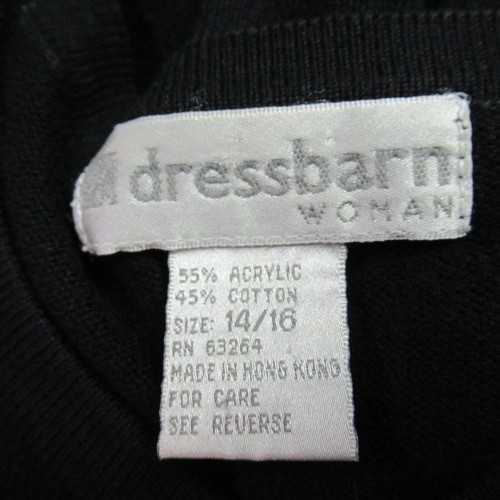 dressbarn
WOMAN
55% ACRYLIC
45% COTTON
SIZE: 14/16
RN 63264
MADE IN HONG KONG
FOR CARE
SEE REVERSE